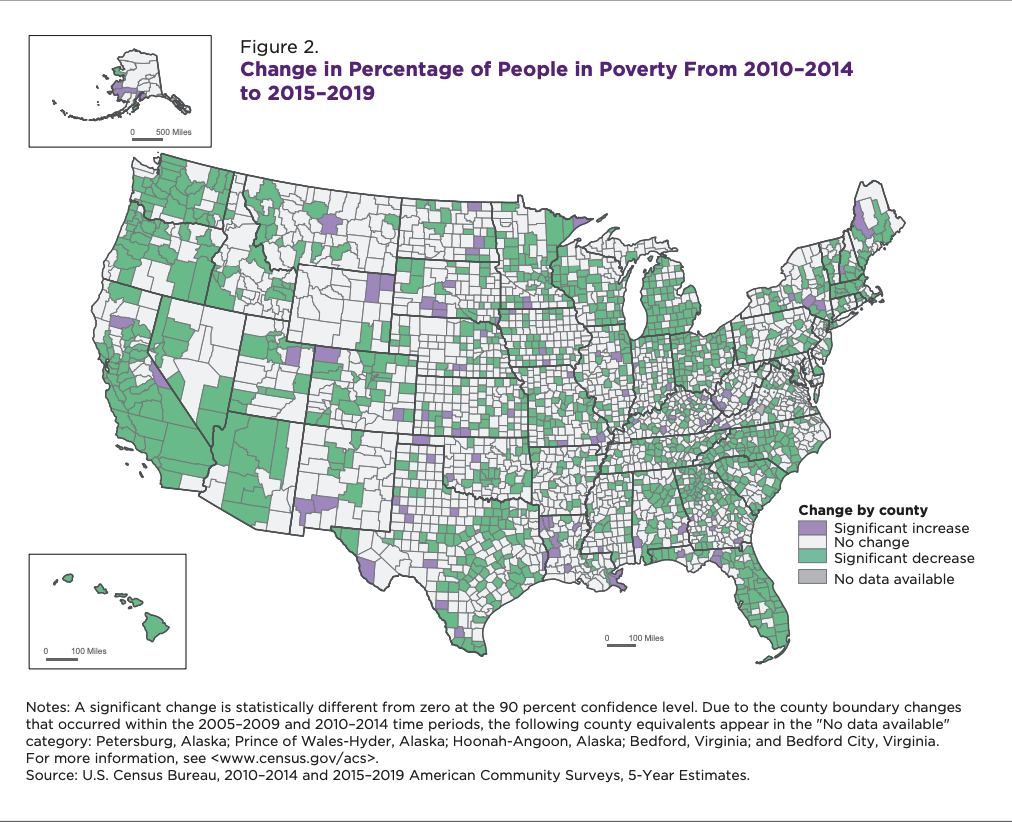 Figure 2.
Change in Percentage of People in Poverty From 2010–2014
to 2015–2019
0 500 Miles
Change by county
Significant increase
No change
Significant decrease
No data available
0 100 Miles
0 100 Miles
Notes: A significant change is statistically different from zero at the 90 percent confidence level. Due to the county boundary changes
that occurred within the 2005–2009 and 2010–2014 time periods, the following county equivalents appear in the "No data available"
category: Petersburg, Alaska; Prince of Wales-Hyder, Alaska; Hoonah-Angoon, Alaska; Bedford, Virginia; and Bedford City, Virginia.
For more information, see <www.census.gov/acs>.
Source: U.S. Census Bureau, 2010–2014 and 2015–2019 American Community Surveys, 5-Year Estimates.